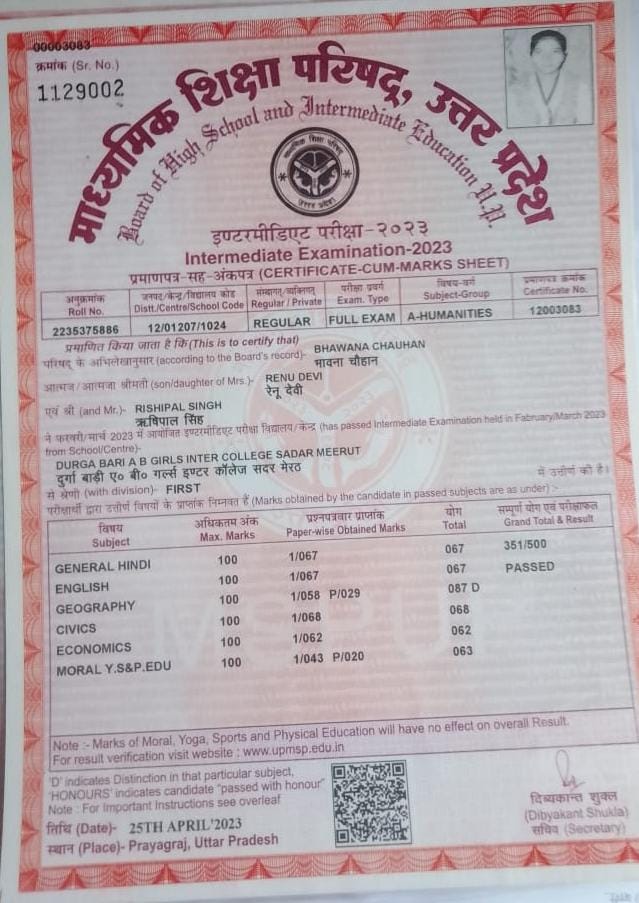 00003083
क्रमांक (Sr. No.)
1129002
माध्यमिक शिक्षा परिषद्, उत्तर प्रदेश
Board of High School and Intermediate Education U.P.
माध्यमिक शिक्षा परिषद्
उत्तर प्रदेश
इण्टरमीडिएट परीक्षा-२०२३
Intermediate Examination-2023
प्रमाणपत्र-सह-अंकपत्र (CERTIFICATE-CUM-MARKS SHEET)
अनुक्रमांक जनपद/केन्द्र/विद्यालय कोड संस्थागत/व्यक्तिगत परीक्षा प्रवर्ग विषय-वर्ग प्रमाणपत्र क्रमांक
Roll No. Distt./Centre/School Code Regular / Private Exam. Type Subject-Group Certificate No.
2235375886 12/01207/1024 REGULAR FULL EXAM A-HUMANITIES 12003083
प्रमाणित किया जाता है कि (This is to certify that)
परिषद के अभिलेखानुसार (according to the Board's record)- BHAWANA CHAUHAN
भावना चौहान
आत्मज/आत्मजा श्रीमती (son/daughter of Mrs.)- RENU DEVI
रेनू देवी
एवं श्री (and Mr.)- RISHIPAL SINGH
ऋषिपाल सिंह
ने फरवरी/मार्च 2023 में आयोजित इण्टरमीडिएट परीक्षा विद्यालय/केन्द्र (has passed Intermediate Examination held in Fabruary/March 2023
from School/Centre)-
DURGA BARI A B GIRLS INTER COLLEGE SADAR MEERUT
दुर्गा बाड़ी ए० बी० गर्ल्स इण्टर कॉलेज सदर मेरठ
में उत्तीर्ण की है।
मे श्रेणी (with division)- FIRST
परीक्षार्थी द्वारा उत्तीर्ण विषयों के प्राप्तांक निम्नवत हैं (Marks obtained by the candidate in passed subjects are as under) :-
विषय अधिकतम अंक प्रश्नपत्रवार प्राप्तांक योग सम्पूर्ण योग एवं परीक्षाफल
Subject Max. Marks Paper-wise Obtained Marks Total Grand Total & Result
GENERAL HINDI 100 1/067 067 351/500
ENGLISH 100 1/067 067 PASSED
GEOGRAPHY 100 1/058 P/029 087 D
CIVICS 100 1/068 068
ECONOMICS 100 1/062 062
MORAL Y.S&P.EDU 100 1/043 P/020 063
Note :- Marks of Moral, Yoga, Sports and Physical Education will have no effect on overall Result.
For result verification visit website : www.upmsp.edu.in
'D' indicates Distinction in that particular subject,
'HONOURS' indicates candidate "passed with honour"
Note : For Important Instructions see overleaf
तिथि (Date)- 25TH APRIL'2023
स्थान (Place)- Prayagraj, Uttar Pradesh
दिब्यकान्त शुक्ल
(Dibyakant Shukla)
सचिव (Secretary)